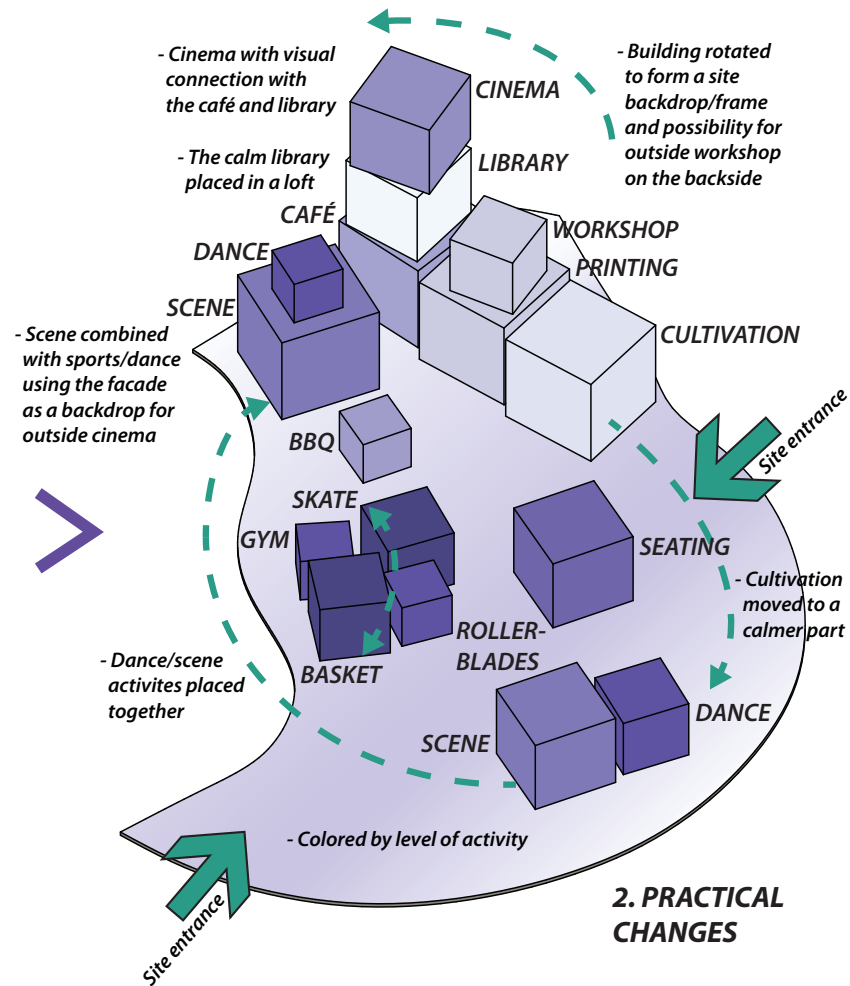 - Cinema with visual
connection with
the café and library
- Building rotated
to form a site
backdrop/frame
and possibility for
outside workshop
on the backside
CINEMA
- The calm library
placed in a loft
LIBRARY
CAFÉ
WORKSHOP
DANCE
PRINTING
SCENE
CULTIVATION
- Scene combined
with sports/dance
using the facade
as a backdrop for
outside cinema
Site entrance
BBQ
SKATE
GYM
SEATING
- Cultivation
moved to a
calmer part
ROLLER-
BLADES
BASKET
- Dance/scene
activites placed
together
DANCE
SCENE
- Colored by level of activity
2. PRACTICAL
CHANGES
Site entrance